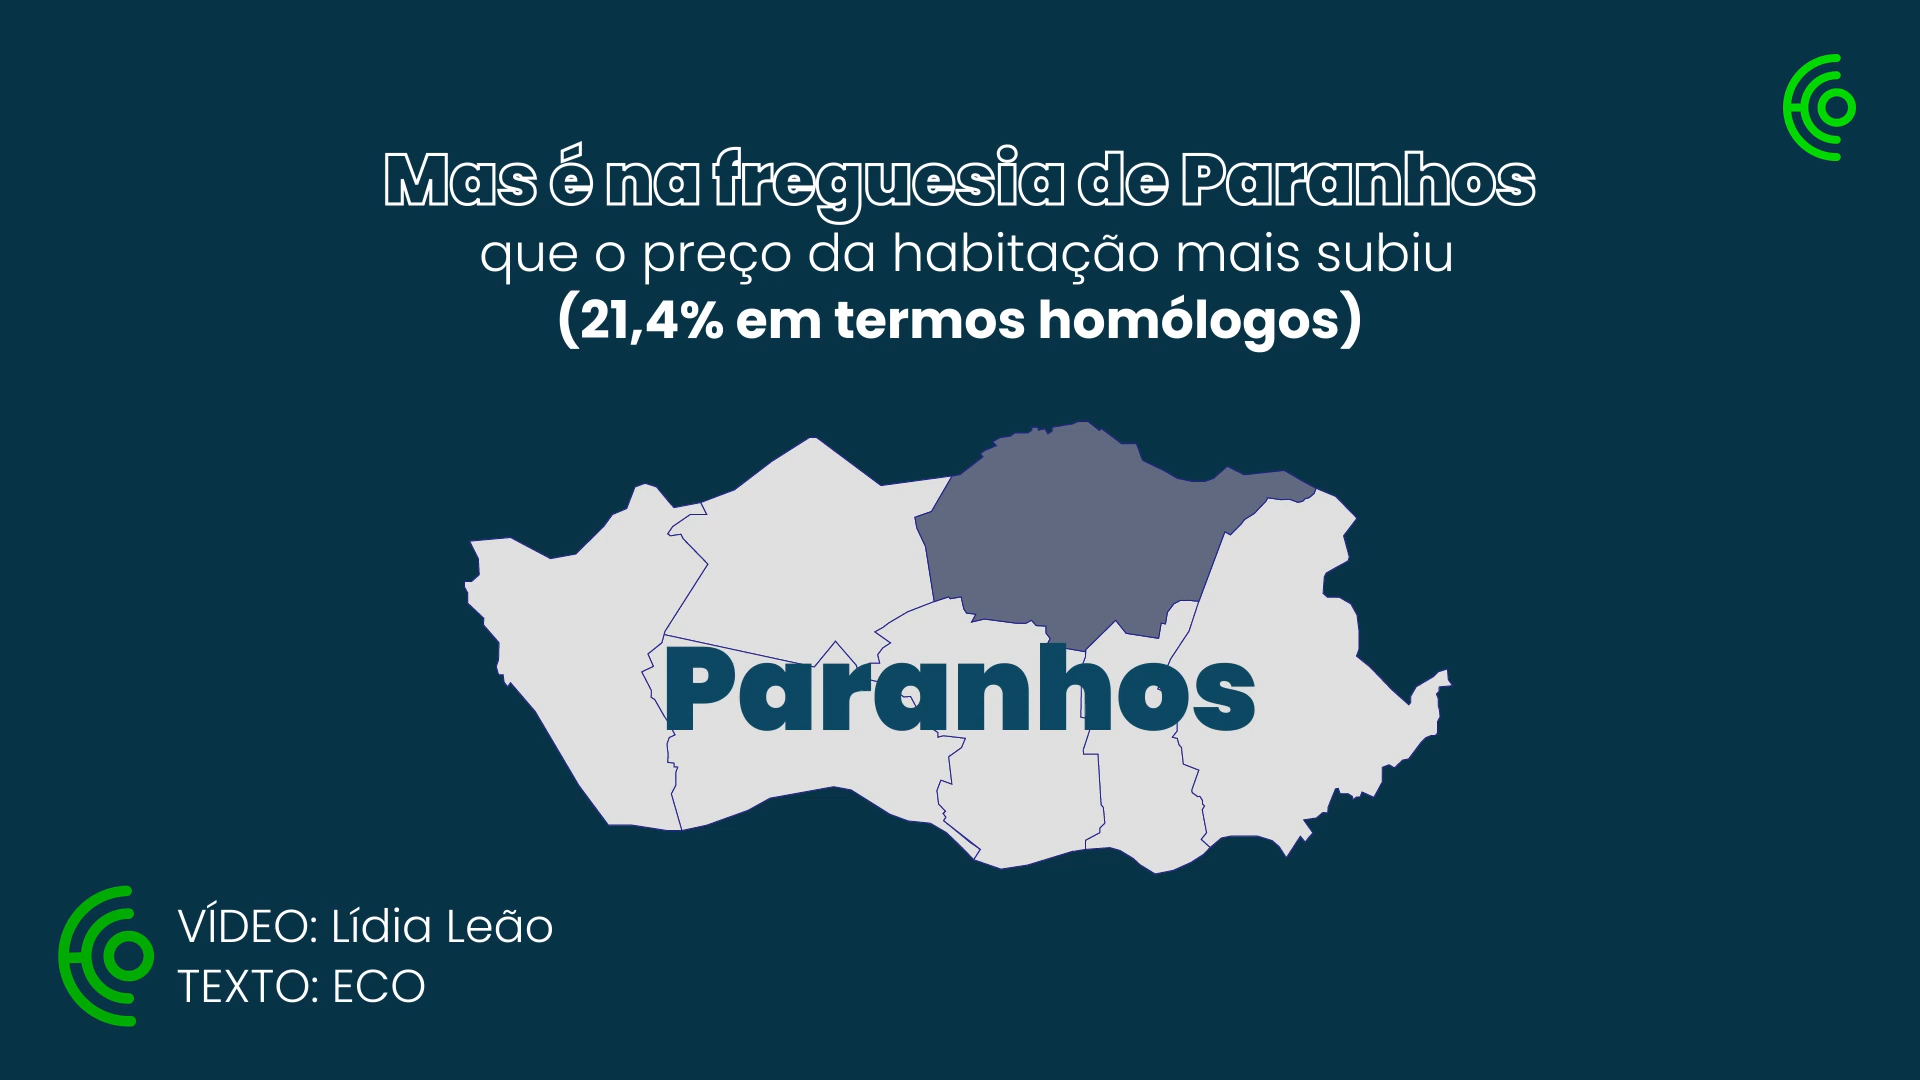 Mas é na freguesia de Paranhos
que o preço da habitação mais subiu
(21,4% em termos homólogos)
Paranhos
VÍDEO: Lídia Leão
TEXTO: ECO